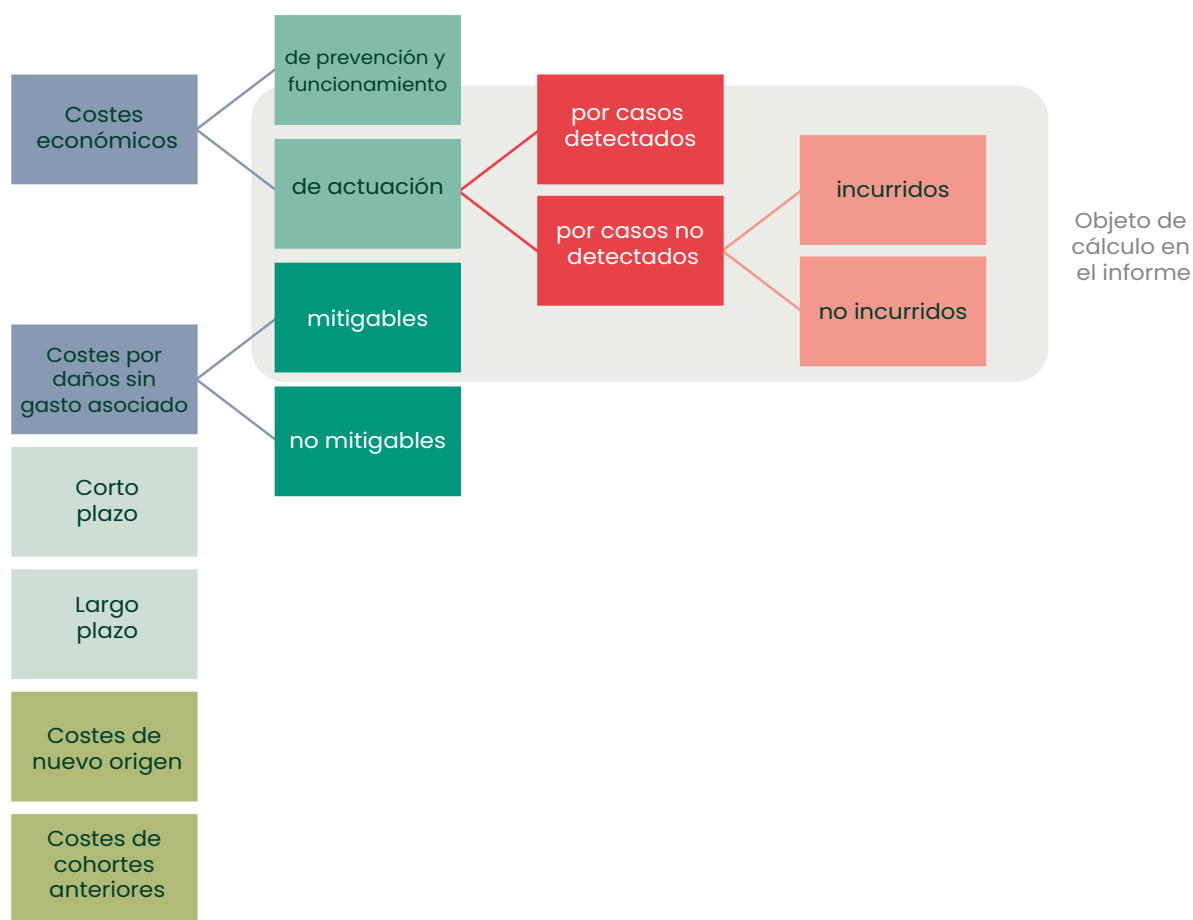 Costes
económicos
de prevención y
funcionamiento
de actuación
por casos
detectados
por casos no
detectados
incurridos
no incurridos
Objeto de
cálculo en
el informe
Costes por
daños sin
gasto asociado
mitigables
no mitigables
Corto
plazo
Largo
plazo
Costes de
nuevo origen
Costes de
cohortes
anteriores